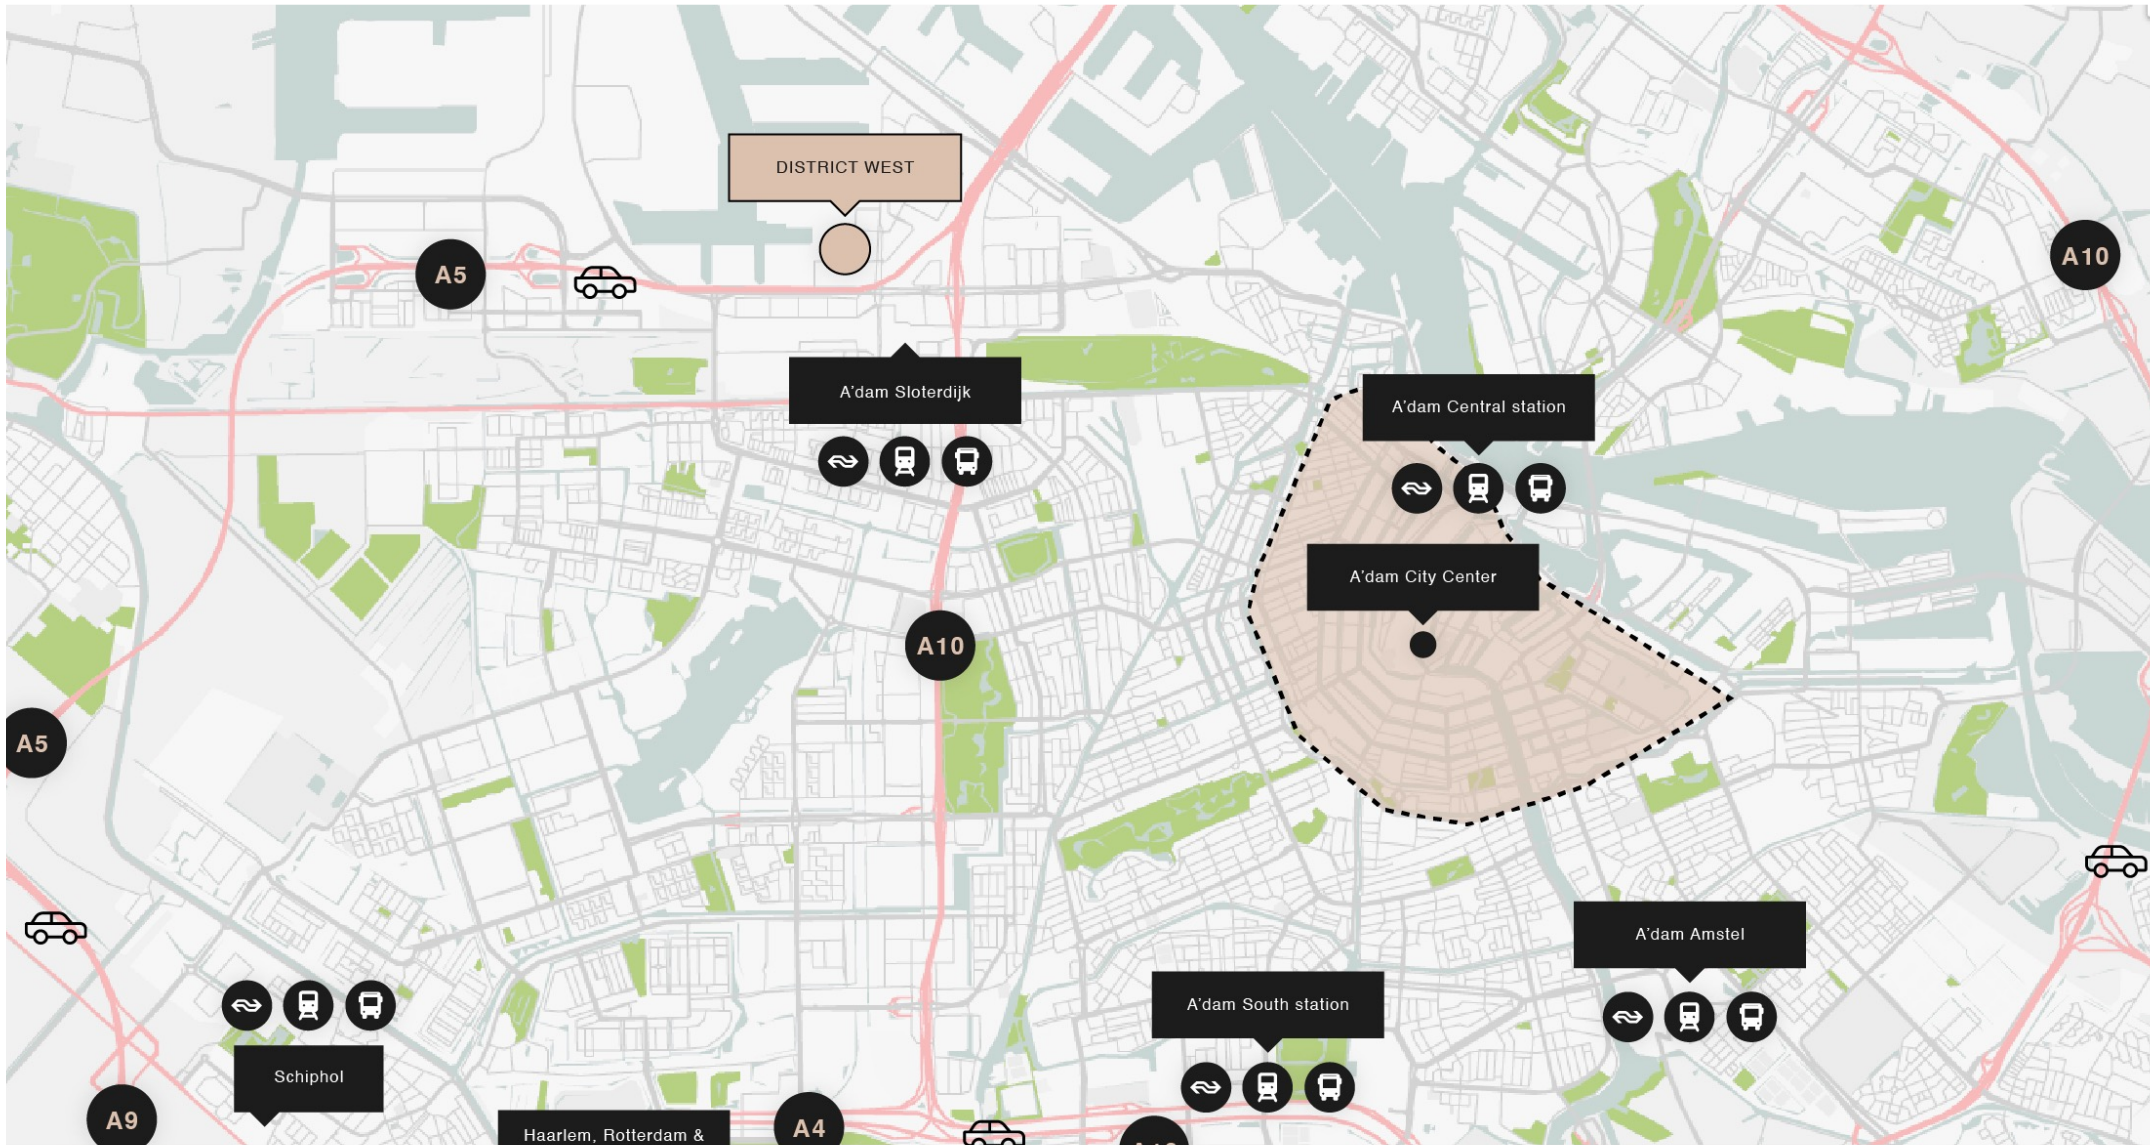 DISTRICT WEST
A10
A5
A'dam Sloterdijk
A'dam Central station
A'dam City Center
A10
A5
A'dam Amstel
A'dam South station
Schiphol
A9
A4
Haarlem, Rotterdam &